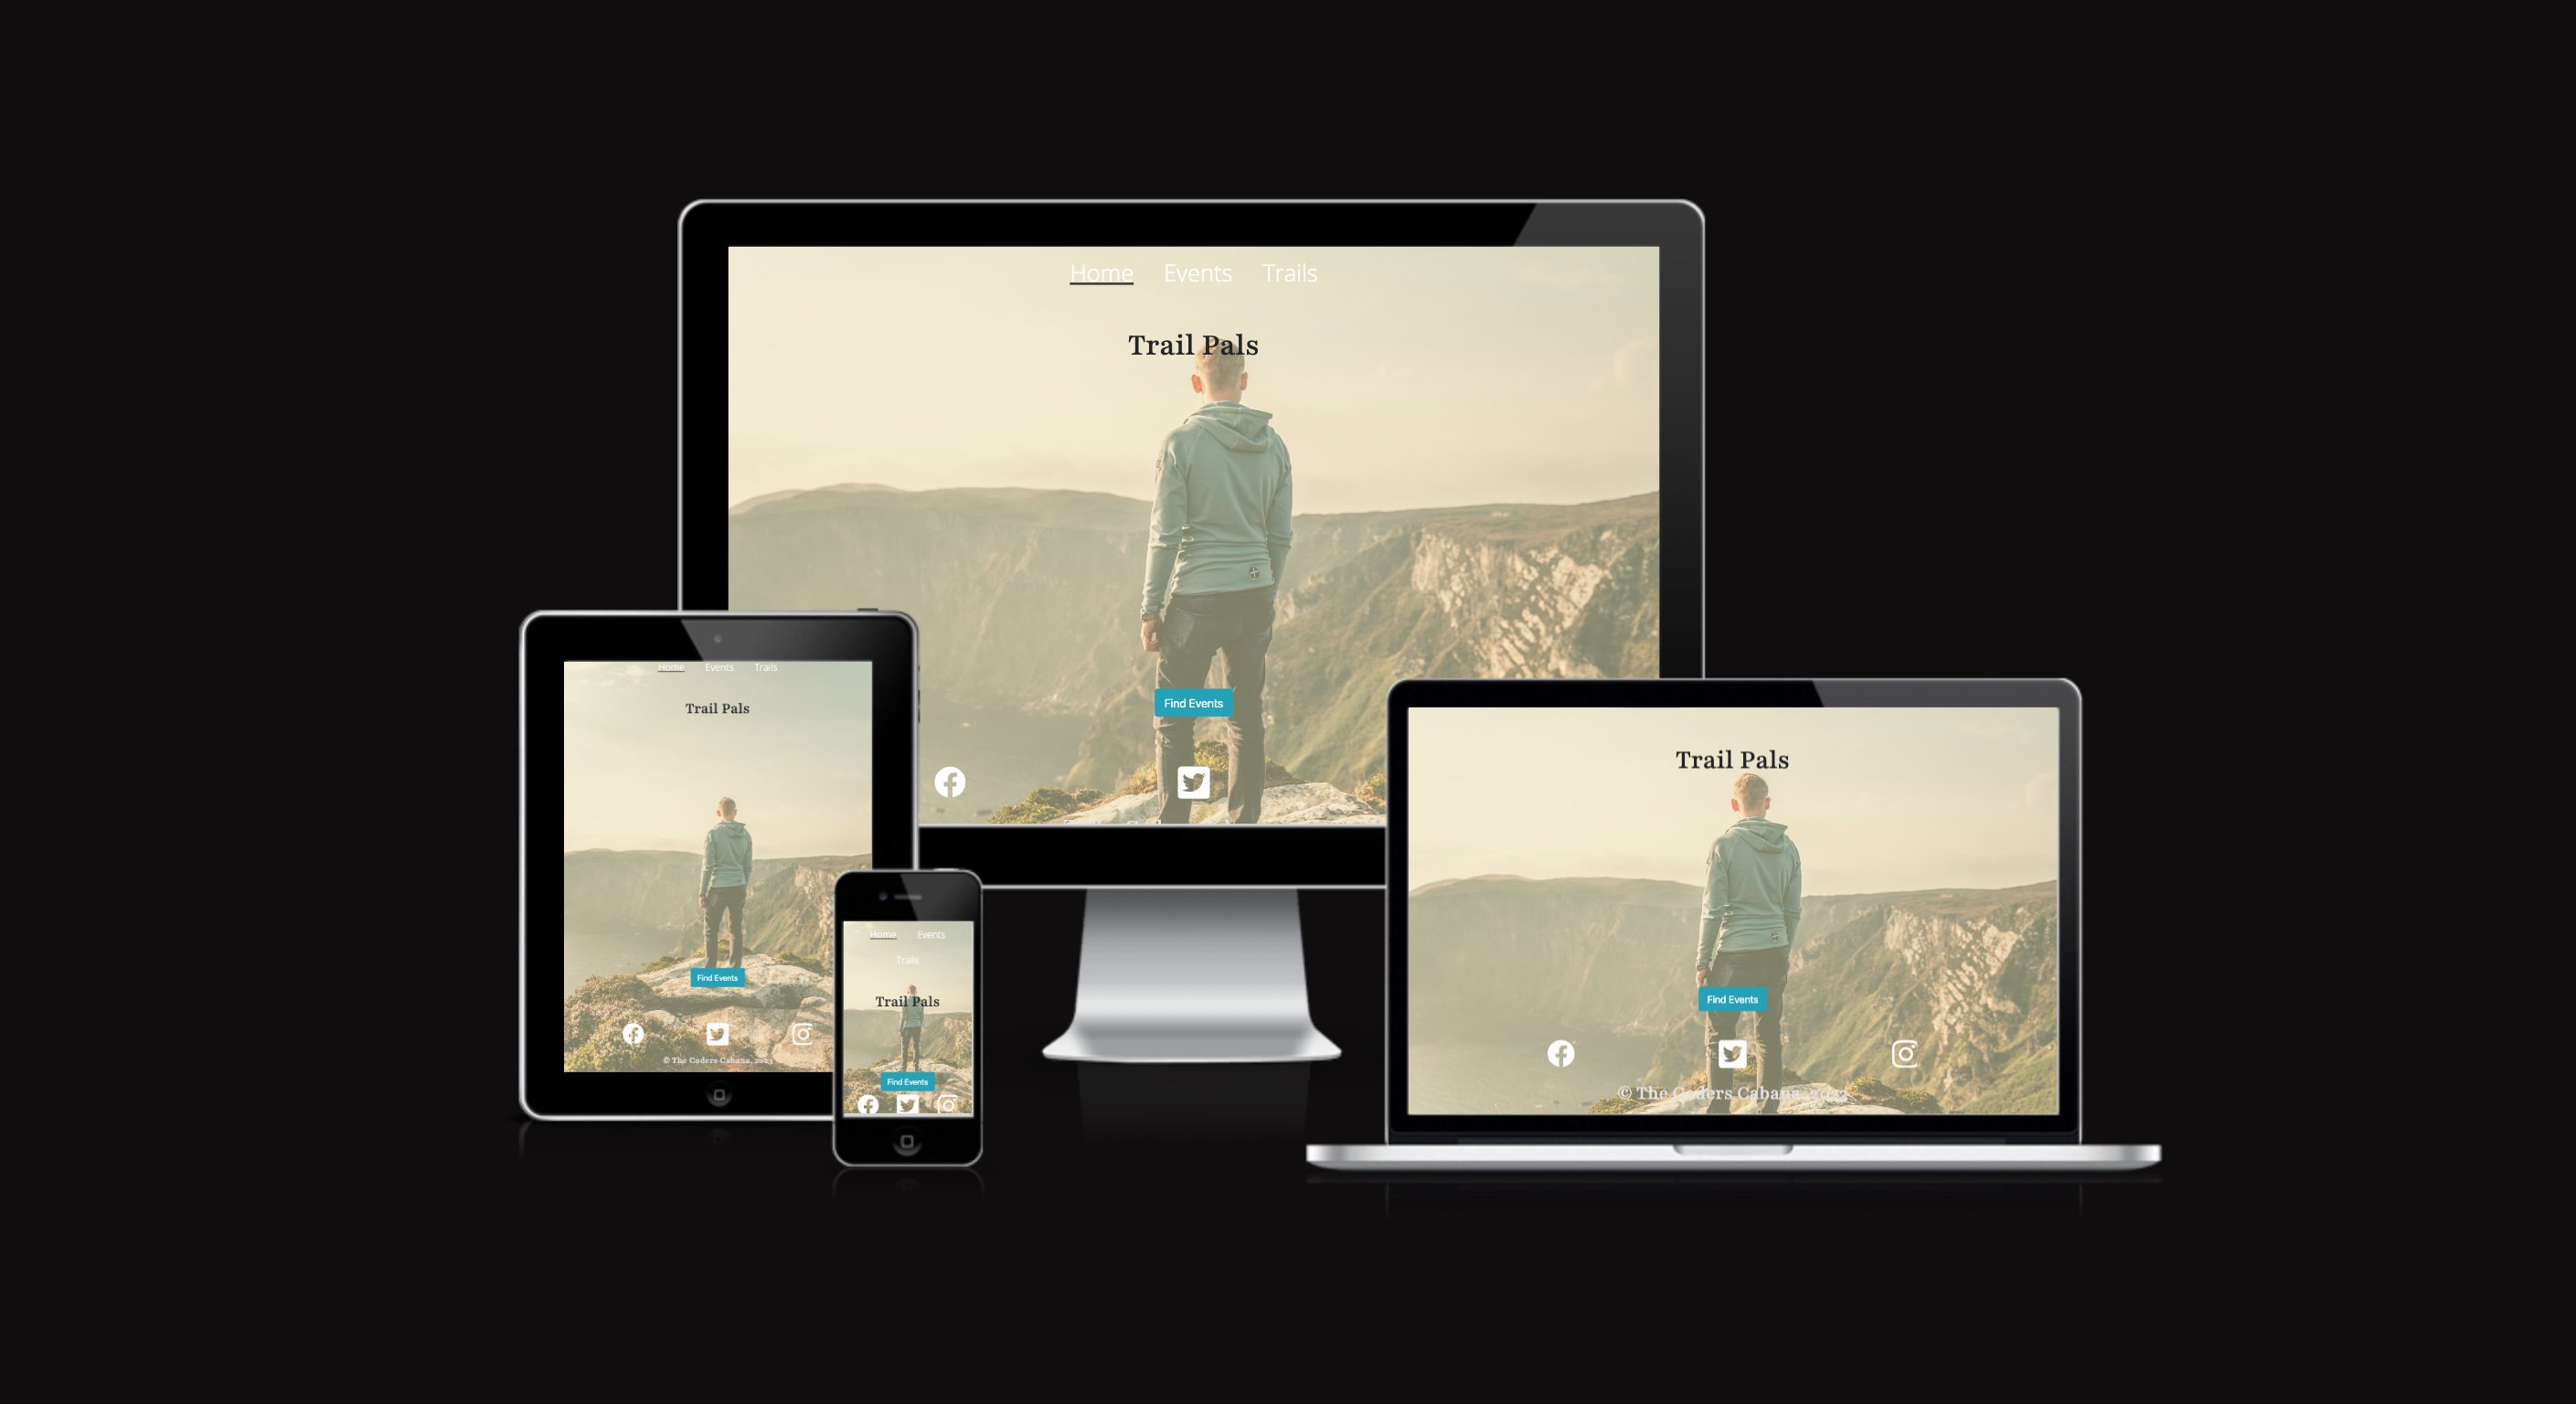 Home Events Trails
Trail Pals
Find Events
Home Events Trails
Trail Pals
Find Events
© The Coders Cabana, 2023
Home Events
Trails
Trail Pals
Find Events
Trail Pals
Find Events
© The Coders Cabana, 2023